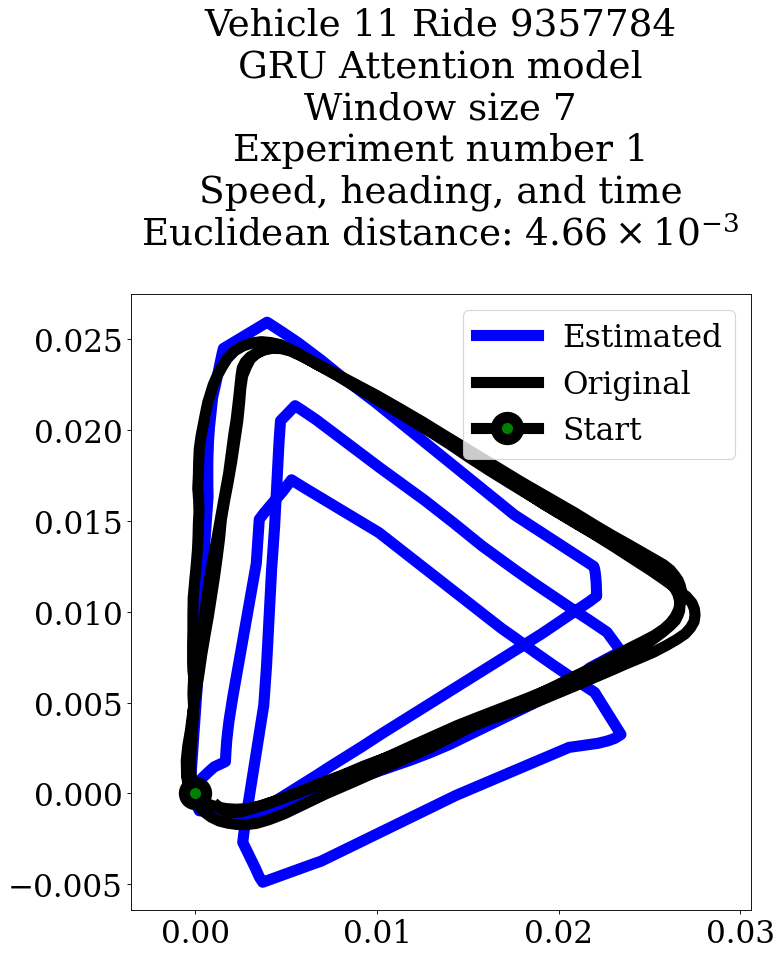 Vehicle 11 Ride 9357784
GRU Attention model
Window size 7
Experiment number 1
Speed, heading, and time
Euclidean distance: 4.66 × 10⁻³
Estimated
Original
Start
0.025
0.020
0.015
0.010
0.005
0.000
−0.005
0.00 0.01 0.02 0.03